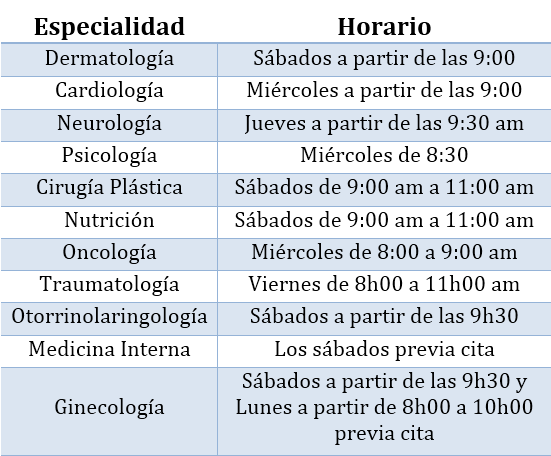 Especialidad Horario
Dermatología Sábados a partir de las 9:00
Cardiología Miércoles a partir de las 9:00
Neurología Jueves a partir de las 9:30 am
Psicología Miércoles de 8:30
Cirugía Plástica Sábados de 9:00 am a 11:00 am
Nutrición Sábados de 9:00 am a 11:00 am
Oncología Miércoles de 8:00 a 9:00 am
Traumatología Viernes de 8h00 a 11h00 am
Otorrinolaringología Sábados a partir de las 9h30
Medicina Interna Los sábados previa cita
Ginecología Sábados a partir de las 9h30 y
Lunes a partir de 8h00 a 10h00
previa cita